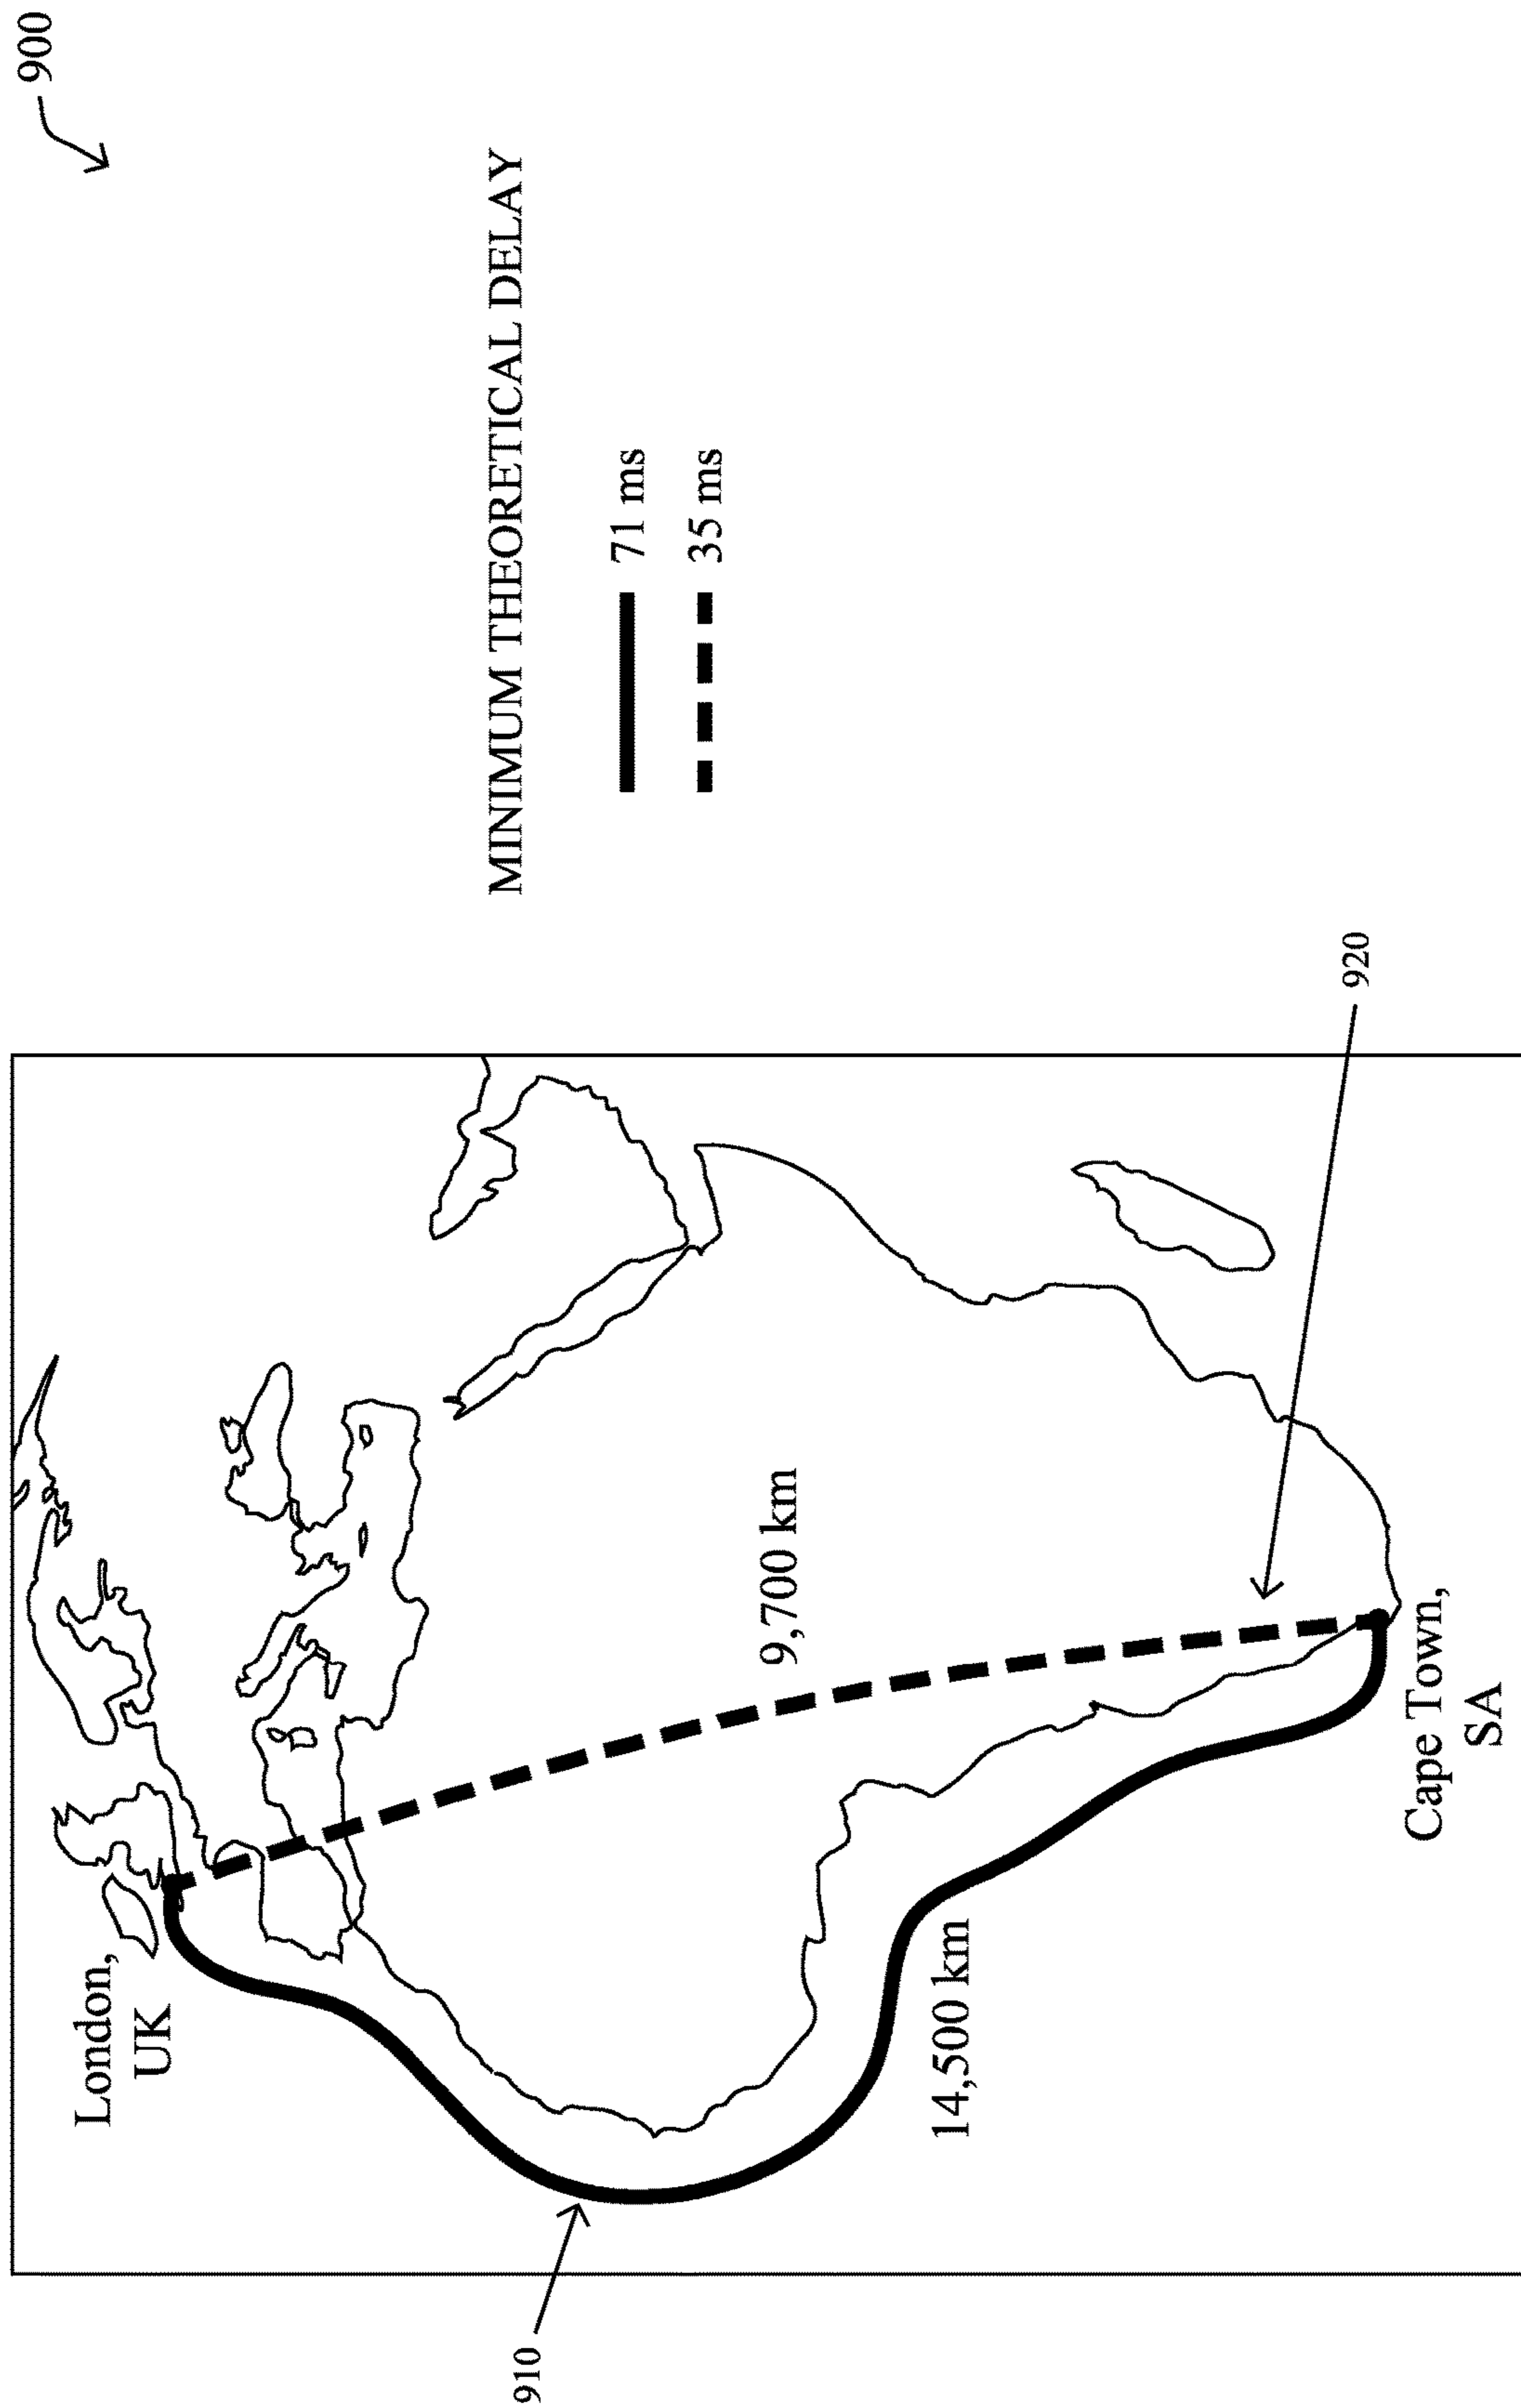 900
MINIMUM THEORETICAL DELAY
71 ms
35 ms
London,
UK
9,700 km
14,500 km
910
920
Cape Town,
SA